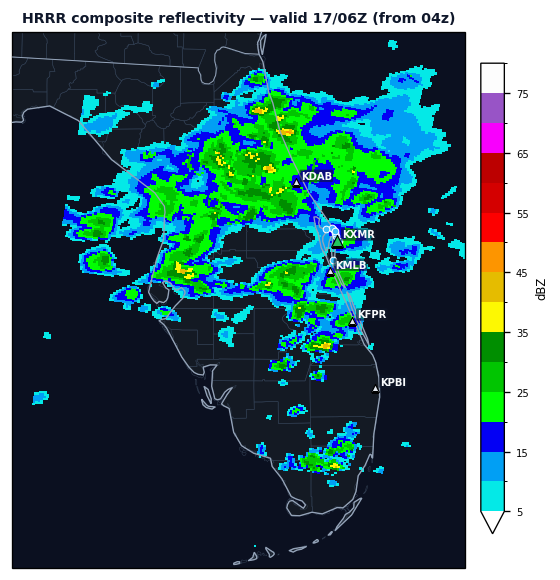 HRRR composite reflectivity — valid 17/06Z (from 04z)
75
65
55
45
35
25
15
5
dBZ
KDAB
KXMR
KMLB
KFPR
KPBI